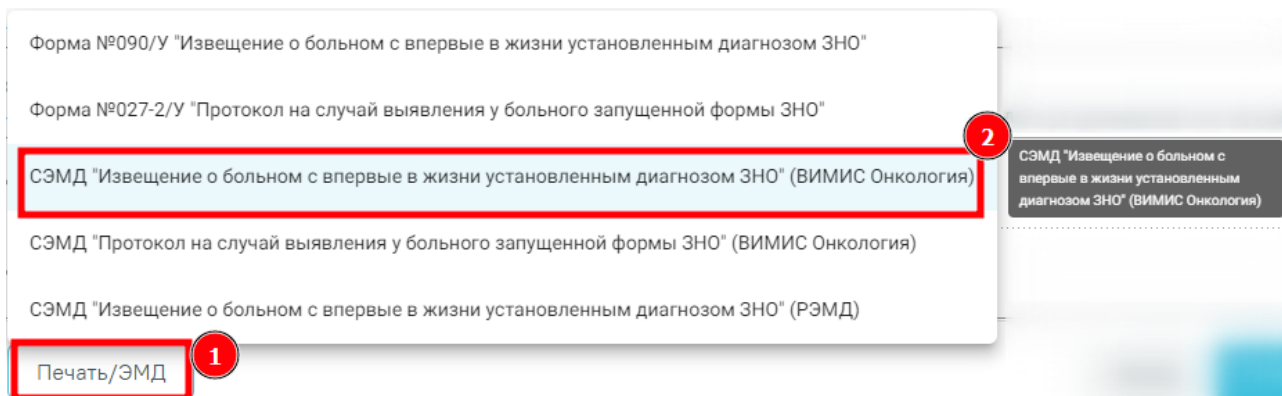 Форма №090/У "Извещение о больном с впервые в жизни установленным диагнозом ЗНО"
Форма №027-2/У "Протокол на случай выявления у больного запущенной формы ЗНО"
2
СЭМД "Извещение о больном с впервые в жизни установленным диагнозом ЗНО" (ВИМИС Онкология)
СЭМД "Извещение о больном с
впервые в жизни установленным
диагнозом ЗНО" (ВИМИС Онкология)
СЭМД "Протокол на случай выявления у больного запущенной формы ЗНО" (ВИМИС Онкология)
СЭМД "Извещение о больном с впервые в жизни установленным диагнозом ЗНО" (РЭМД)
1
Печать/ЭМД